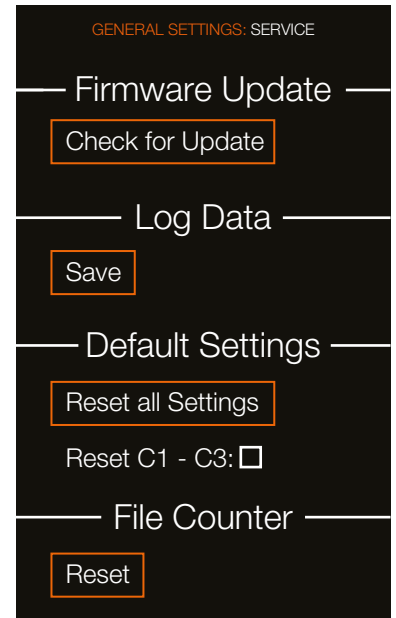 GENERAL SETTINGS: SERVICE
Firmware Update
Check for Update
Log Data
Save
Default Settings
Reset all Settings
Reset C1 - C3:
File Counter
Reset